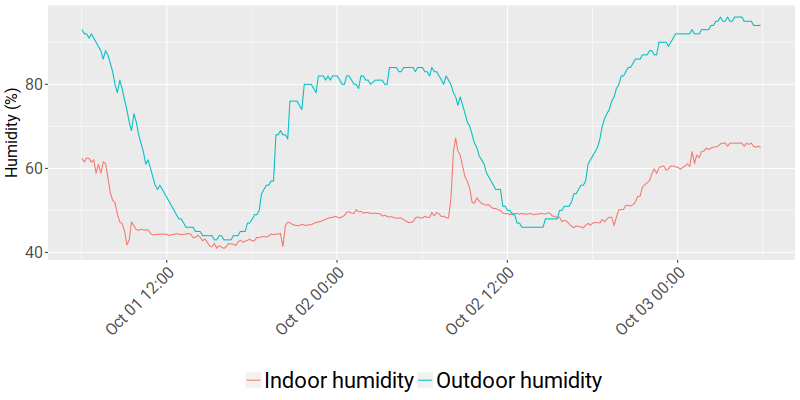 Humidity (%)
80
60
40
Oct 01 12:00
Oct 02 00:00
Oct 02 12:00
Oct 03 00:00
Indoor humidity Outdoor humidity